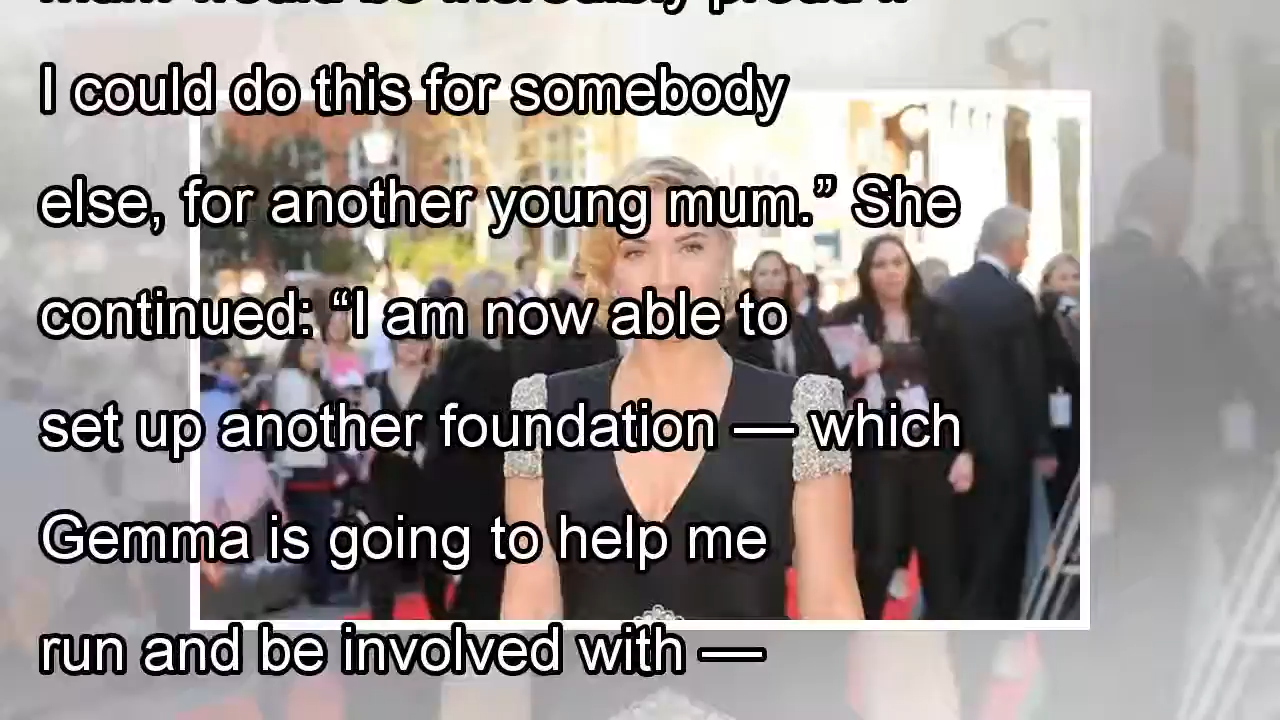 I could do this for somebody
else, for another young mum.” She
continued: “I am now able to
set up another foundation — which
Gemma is going to help me
run and be involved with —